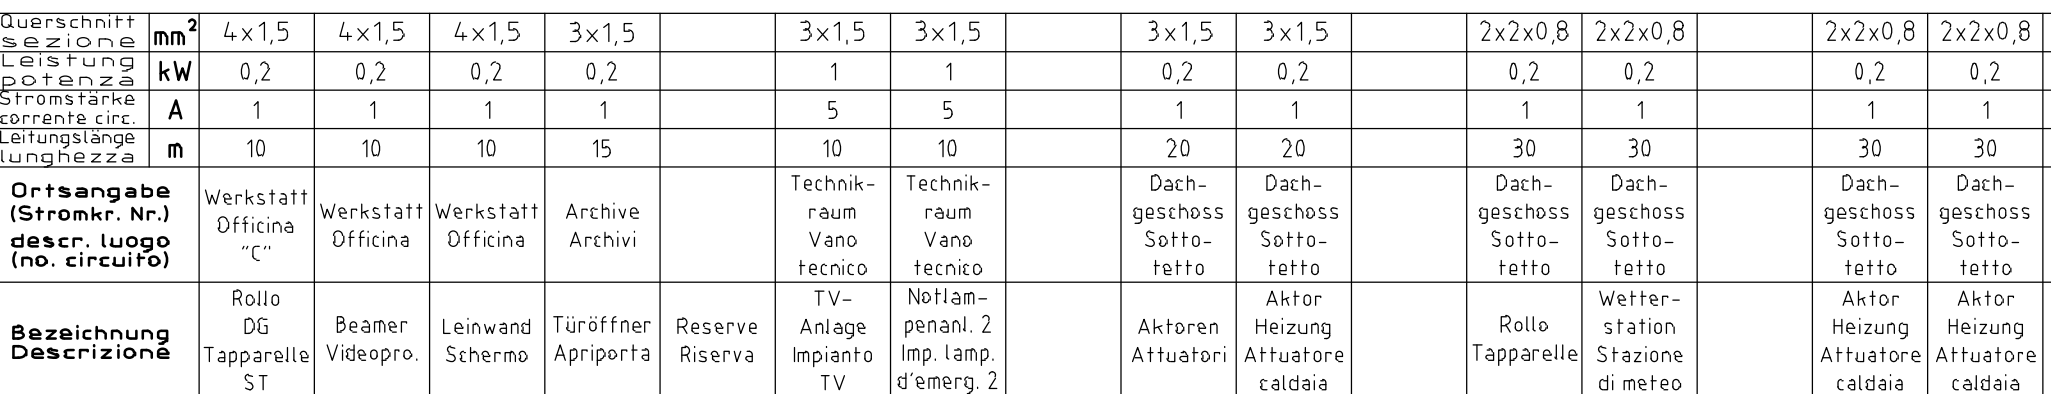 Querschnitt sezione mm² 4x1,5 4x1,5 4x1,5 3x1,5 3x1,5 3x1,5 3x1,5 3x1,5 2x2x0,8 2x2x0,8 2x2x0,8 2x2x0,8
Leistung potenza kW 0,2 0,2 0,2 0,2 1 1 0,2 0,2 0,2 0,2 0,2 0,2
Stromstärke corrente circ. A 1 1 1 1 5 5 1 1 1 1 1 1
Leitungslänge lunghezza m 10 10 10 15 10 10 20 20 30 30 30 30
Ortsangabe
(Stromkr. Nr.)
descr. luogo
(no. circuito)
Werkstatt
Officina
"C"
Werkstatt
Officina
Werkstatt
Officina
Archive
Archivi
Technik-
raum
Vano
tecnico
Technik-
raum
Vano
tecnico
Dach-
geschoss
Sotto-
tetto
Dach-
geschoss
Sotto-
tetto
Dach-
geschoss
Sotto-
tetto
Dach-
geschoss
Sotto-
tetto
Dach-
geschoss
Sotto-
tetto
Dach-
geschoss
Sotto-
tetto
Bezeichnung
Descrizione
Rollo
DG
Tapparelle
ST
Beamer
Videopro.
Leinwand
Schermo
Türöffner
Apriporta
Reserve
Riserva
TV-
Anlage
Impianto
TV
Notlam-
penanl. 2
Imp. lamp.
d'emerg. 2
Aktoren
Attuatori
Aktor
Heizung
Attuatore
caldaia
Rollo
Tapparelle
Wetter-
station
Stazione
di meteo
Aktor
Heizung
Attuatore
caldaia
Aktor
Heizung
Attuatore
caldaia